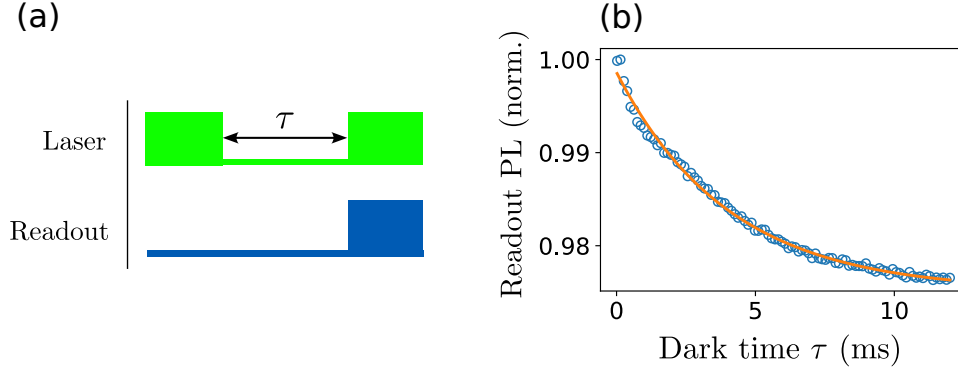 (a)
τ
Laser
Readout
(b)
Readout PL (norm.)
1.00
0.99
0.98
0
5
10
Dark time τ (ms)